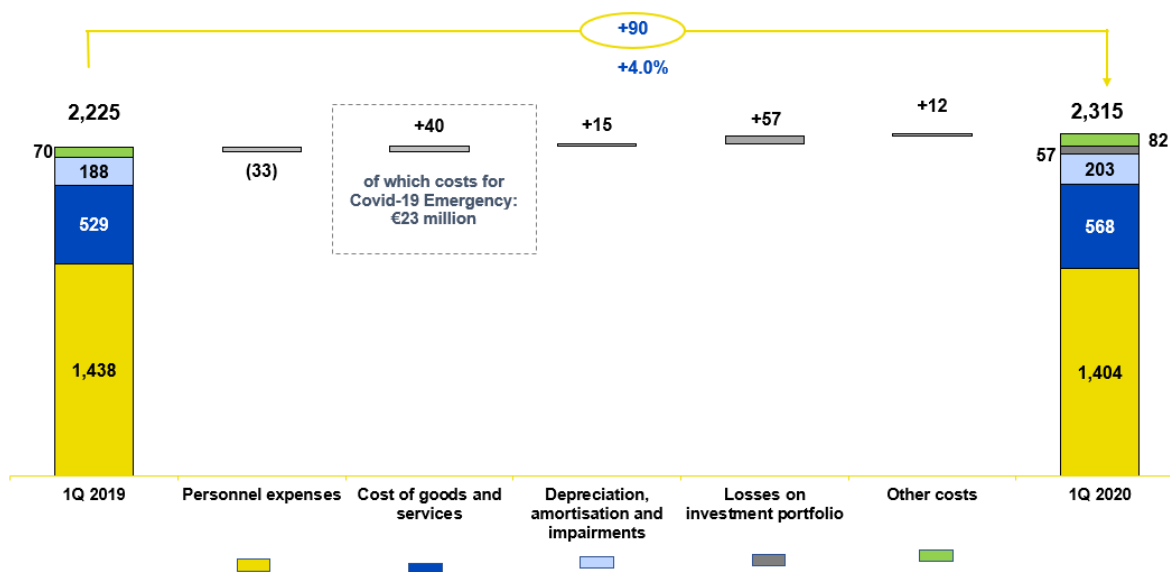 +90
+4.0%
2,225
+40
+15
+57
+12
2,315
70
188
529
1,438
(33)
of which costs for
Covid-19 Emergency:
€23 million
57
82
203
568
1,404
1Q 2019
Personnel expenses
Cost of goods and
services
Depreciation,
amortisation and
impairments
Losses on
investment portfolio
Other costs
1Q 2020